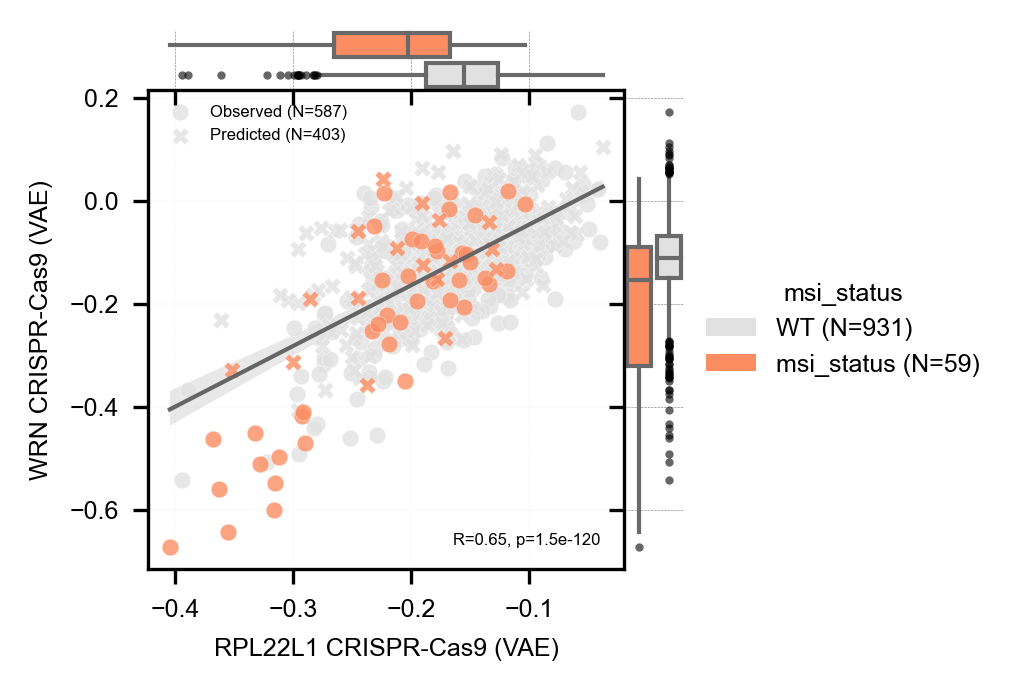 Observed (N=587)
Predicted (N=403)
0.2
0.0
−0.2
−0.4
−0.6
WRN CRISPR-Cas9 (VAE)
R=0.65, p=1.5e-120
−0.4
−0.3
−0.2
−0.1
RPL22L1 CRISPR-Cas9 (VAE)
msi_status
WT (N=931)
msi_status (N=59)